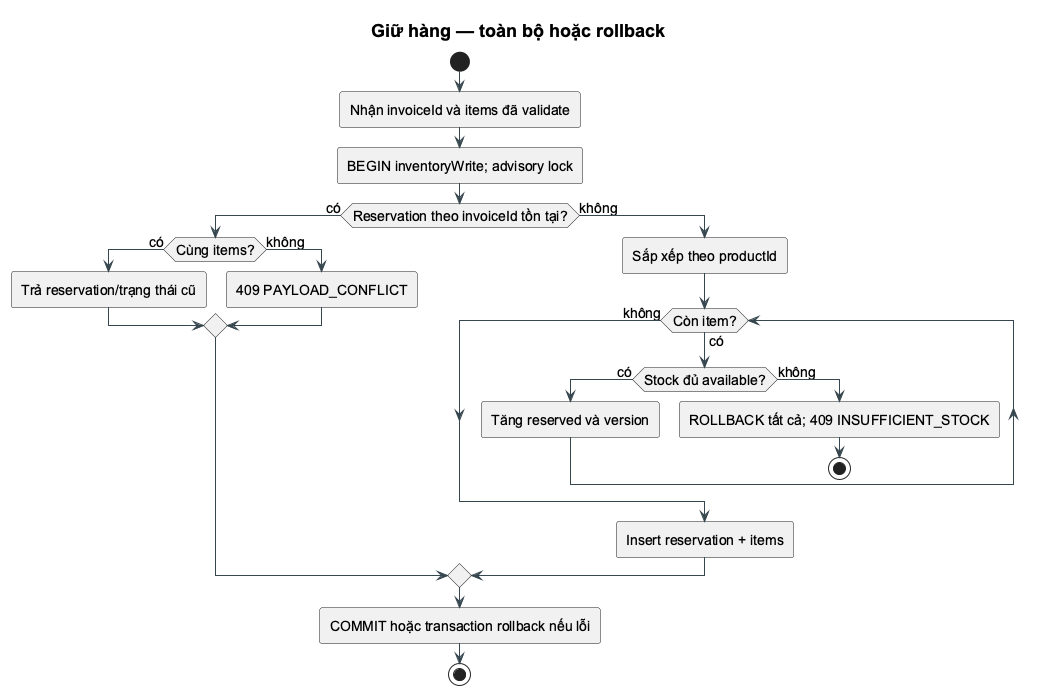 Giữ hàng — toàn bộ hoặc rollback
Nhận invoiceId và items đã validate
BEGIN inventoryWrite; advisory lock
có
Reservation theo invoiceId tồn tại?
không
có
Cùng items?
không
Trả reservation/trạng thái cũ
409 PAYLOAD_CONFLICT
Sắp xếp theo productId
không
Còn item?
có
có
Stock đủ available?
không
Tăng reserved và version
ROLLBACK tất cả; 409 INSUFFICIENT_STOCK
Insert reservation + items
COMMIT hoặc transaction rollback nếu lỗi